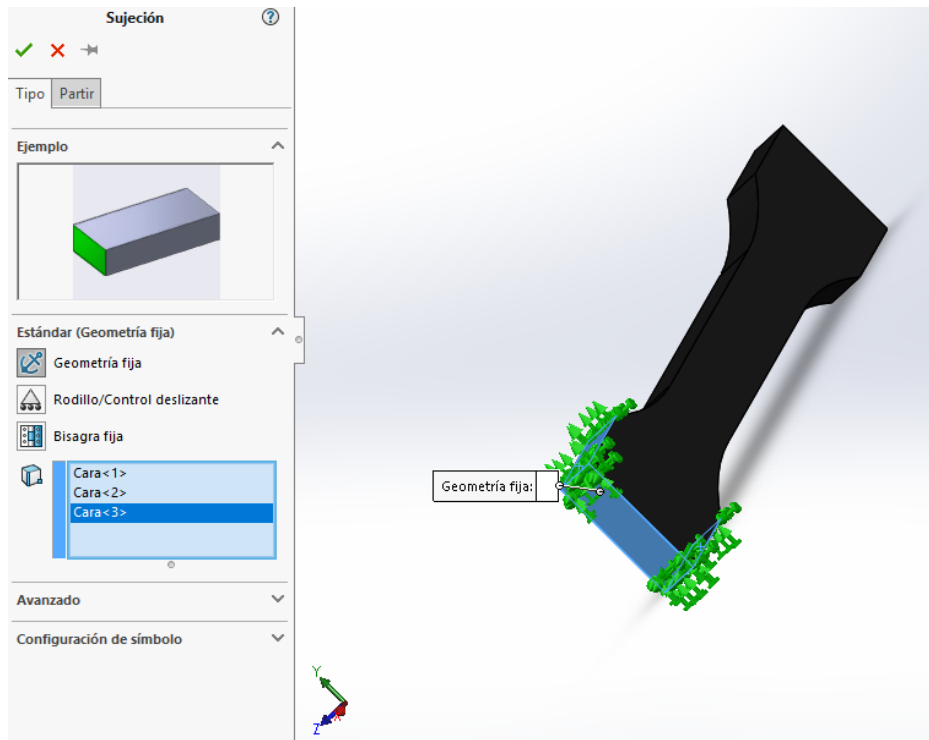 Sujeción
Tipo
Partir
Ejemplo
Estándar (Geometría fija)
Geometría fija
Rodillo/Control deslizante
Bisagra fija
Cara<1>
Cara<2>
Cara<3>
Avanzado
Configuración de símbolo
Geometría fija:
Y
X
Z